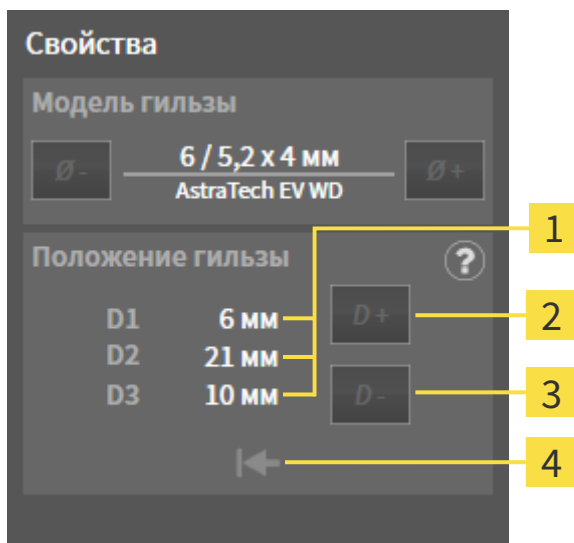 Свойства
Модель гильзы
Ø -
6 / 5,2 x 4 мм
Ø +
AstraTech EV WD
1
Положение гильзы
?
D1 6 мм
D +
2
D2 21 мм
D3 10 мм
D -
3
4